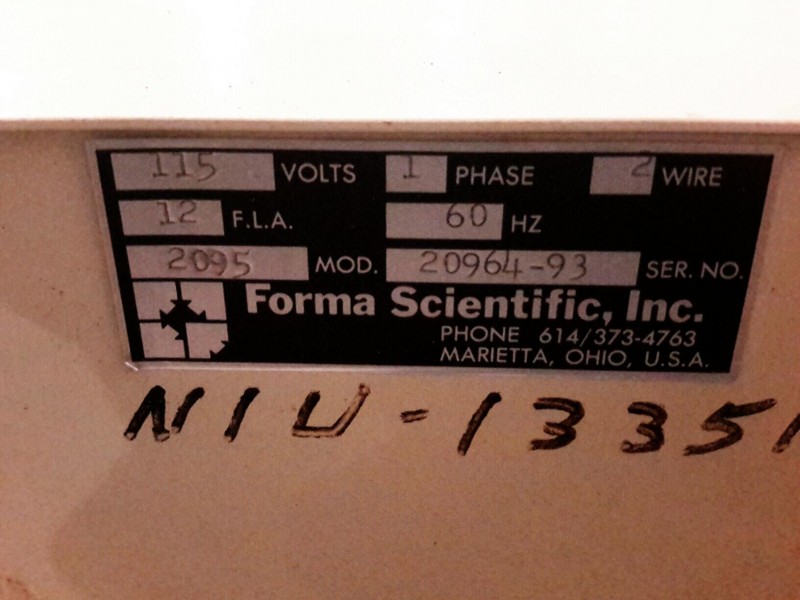 115 VOLTS 1 PHASE 2 WIRE
12 F.L.A. 60 HZ
2095 MOD. 20964-93 SER. NO.
Forma Scientific, Inc.
PHONE 614/373-4763
MARIETTA, OHIO, U.S.A.
NIU-13351